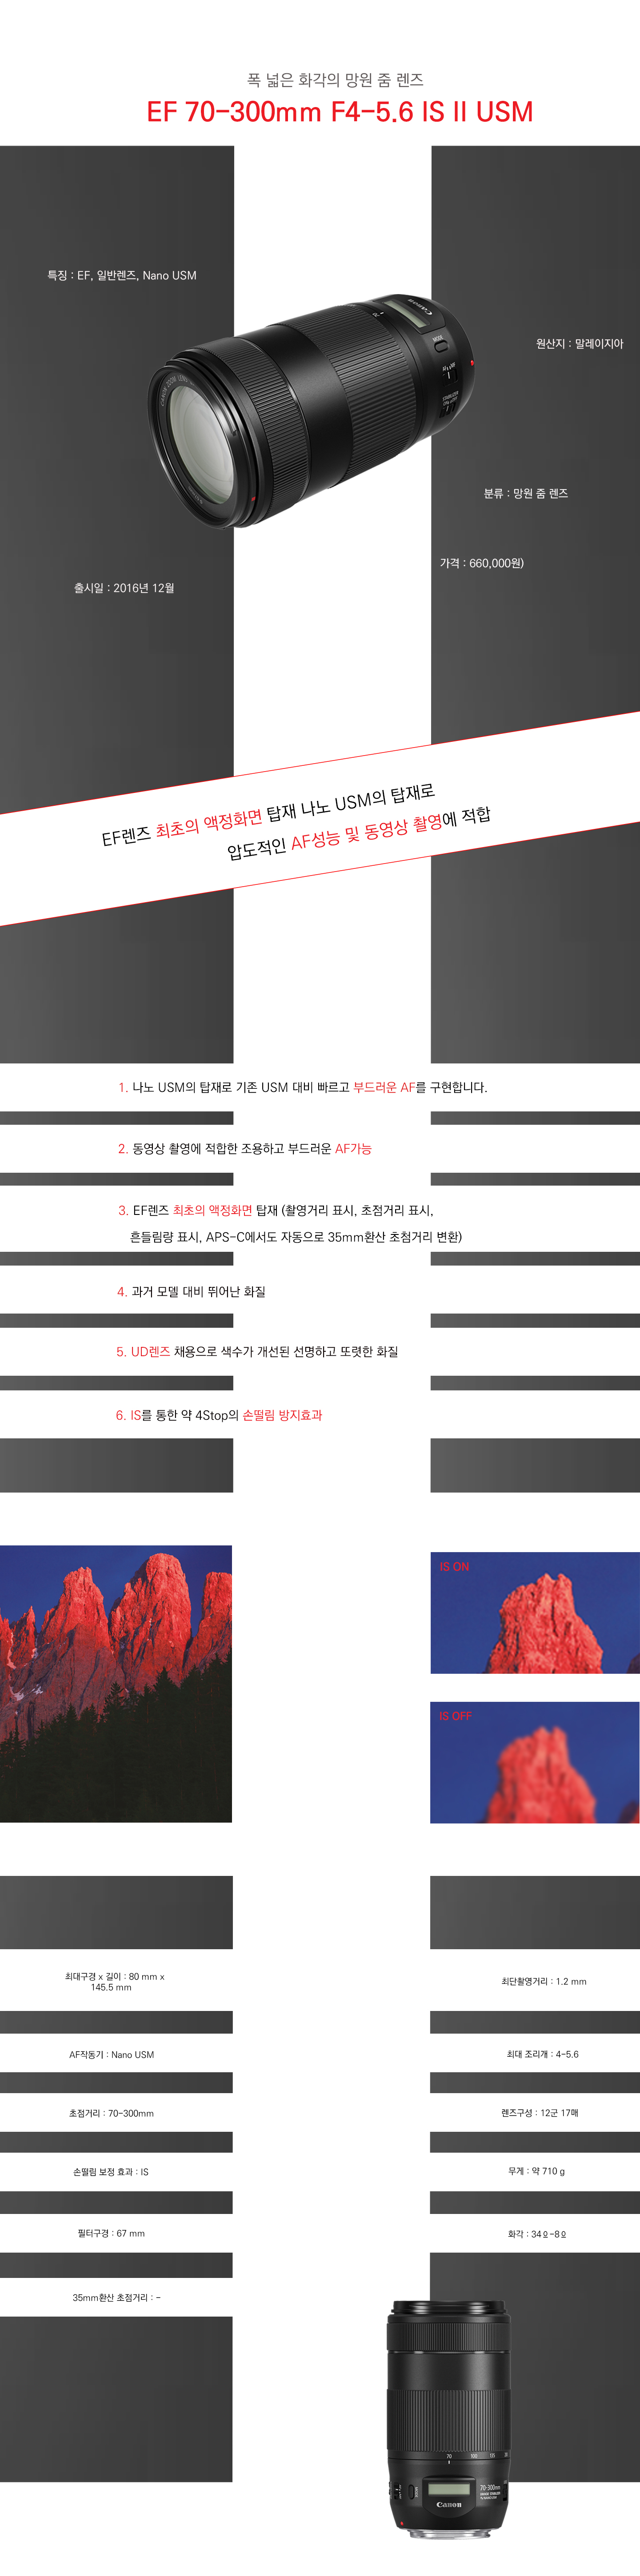 폭 넓은 화각의 망원 줌 렌즈
EF 70-300mm F4-5.6 IS II USM
특징 : EF, 일반렌즈, Nano USM
원산지 : 말레이지아
분류 : 망원 줌 렌즈
가격 : 660,000원)
출시일 : 2016년 12월
Canon
70
MODE
EF렌즈 최초의 액정화면 탑재 나노 USM의 탑재로
압도적인 AF성능 및 동영상 촬영에 적합
1. 나노 USM의 탑재로 기존 USM 대비 빠르고 부드러운 AF를 구현합니다.
2. 동영상 촬영에 적합한 조용하고 부드러운 AF가능
3. EF렌즈 최초의 액정화면 탑재 (촬영거리 표시, 초점거리 표시,
흔들림량 표시, APS-C에서도 자동으로 35mm환산 초첨거리 변환)
4. 과거 모델 대비 뛰어난 화질
5. UD렌즈 채용으로 색수가 개선된 선명하고 또렷한 화질
6. IS를 통한 약 4Stop의 손떨림 방지효과
IS ON
IS OFF
최대구경 x 길이 : 80 mm x
145.5 mm
최단촬영거리 : 1.2 mm
AF작동기 : Nano USM
최대 조리개 : 4-5.6
초점거리 : 70-300mm
렌즈구성 : 12군 17매
손떨림 보정 효과 : IS
무게 : 약 710 g
필터구경 : 67 mm
화각 : 34º-8º
35mm환산 초점거리 : -
70 100 135
70-300mm
Canon